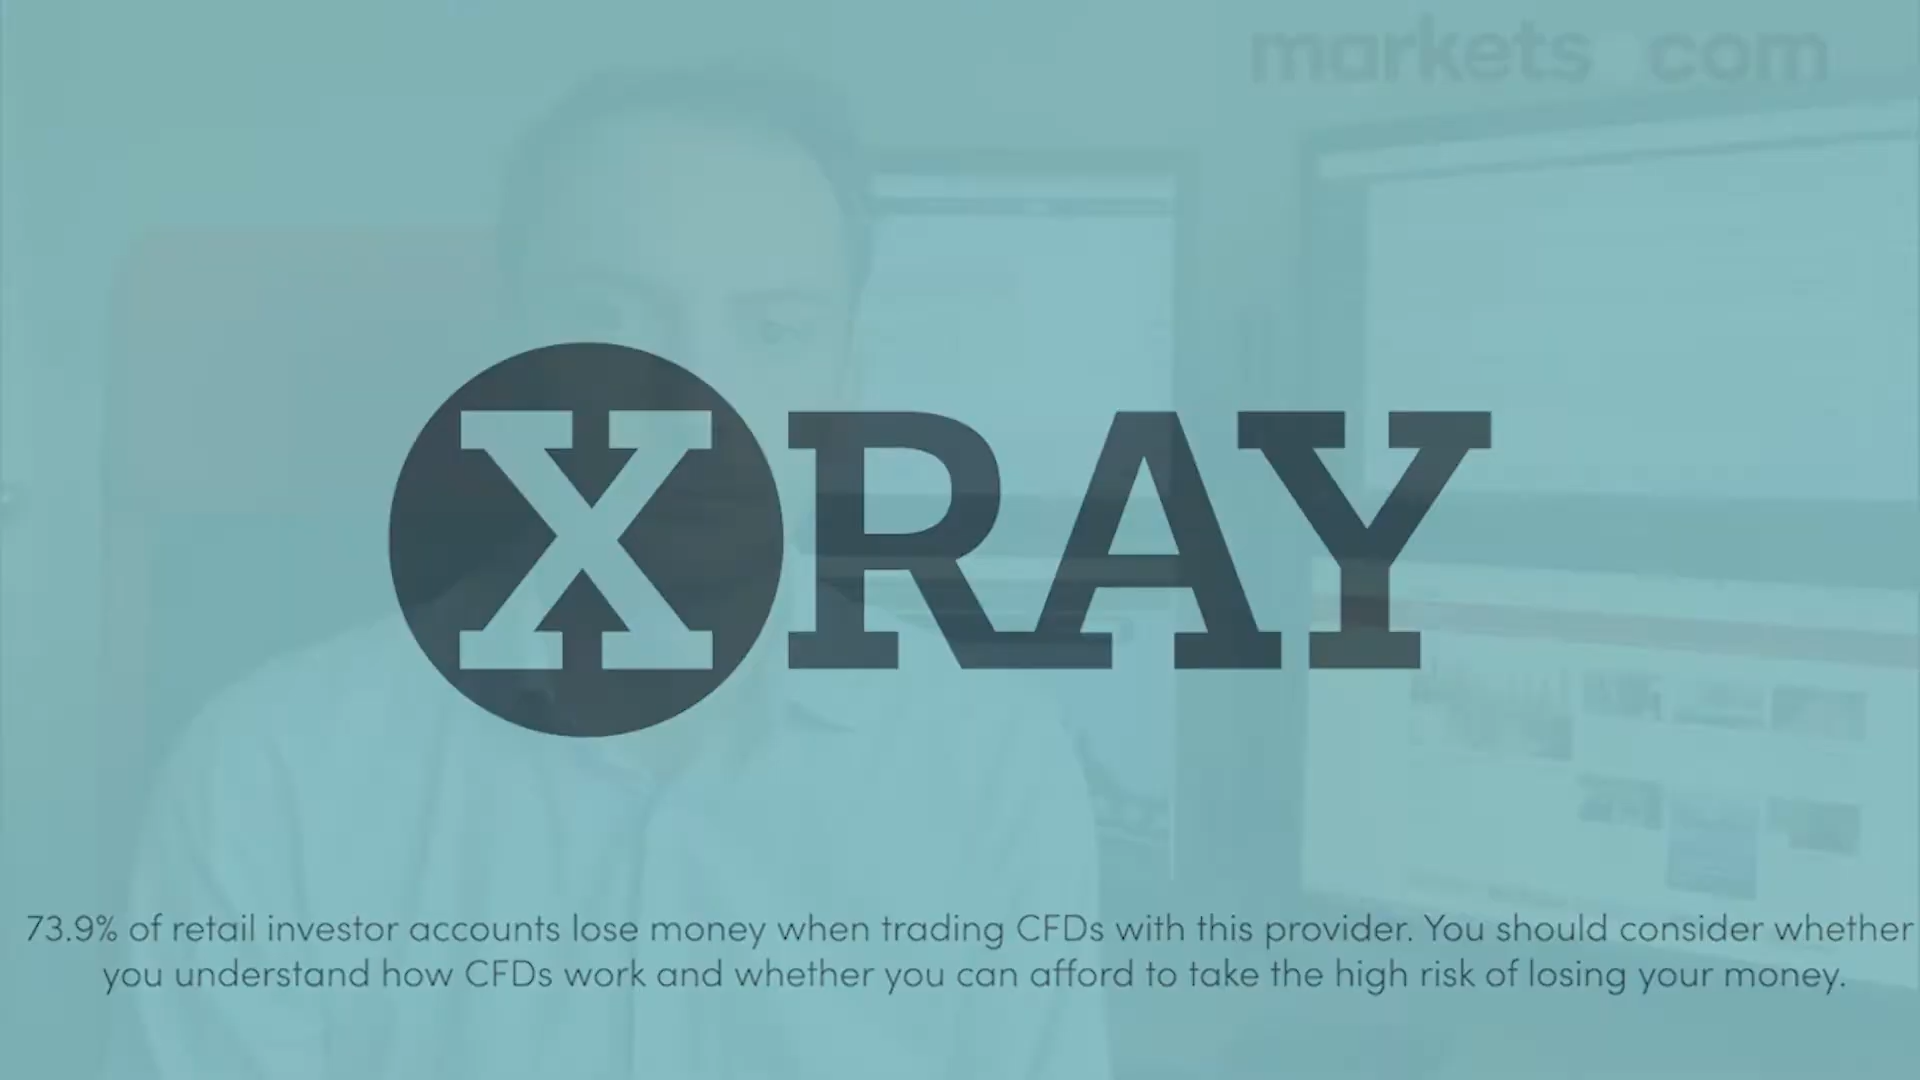 markets.com
XRAY
73.9% of retail investor accounts lose money when trading CFDs with this provider. You should consider whether
you understand how CFDs work and whether you can afford to take the high risk of losing your money.